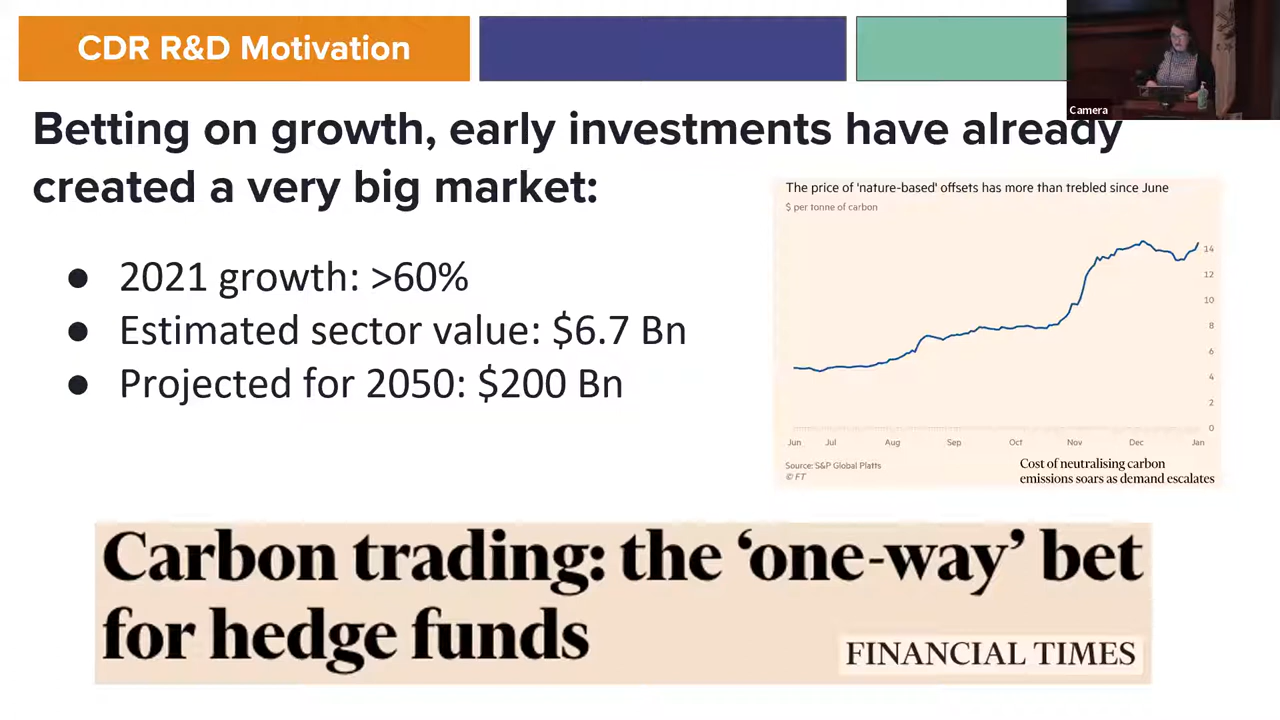 CDR R&D Motivation
Camera
Betting on growth, early investments have already
created a very big market:
● 2021 growth: >60%
● Estimated sector value: $6.7 Bn
● Projected for 2050: $200 Bn
The price of 'nature-based' offsets has more than trebled since June
$ per tonne of carbon
14
12
10
8
6
4
2
0
Jun Jul Aug Sep Oct Nov Dec Jan
Source: S&P Global Platts
© FT
Cost of neutralising carbon
emissions soars as demand escalates
Carbon trading: the ‘one-way’ bet
for hedge funds
FINANCIAL TIMES